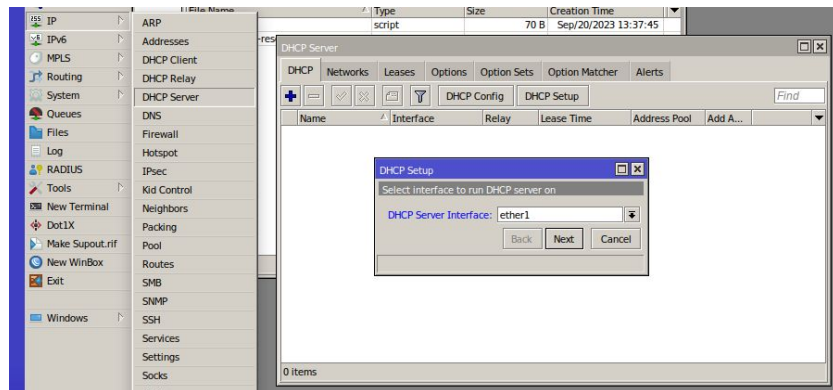 File Name Type Size Creation Time
script 70 B Sep/20/2023 13:37:45
255 IP
IPv6
MPLS
Routing
System
Queues
Files
Log
RADIUS
Tools
New Terminal
Dot1X
Make Supout.rif
New WinBox
Exit
Windows
ARP
Addresses
DHCP Client
DHCP Relay
DHCP Server
DNS
Firewall
Hotspot
IPsec
Kid Control
Neighbors
Packing
Pool
Routes
SMB
SNMP
SSH
Services
Settings
Socks
DHCP Server
DHCP Networks Leases Options Option Sets Option Matcher Alerts
DHCP Config DHCP Setup Find
Name Interface Relay Lease Time Address Pool Add A...
DHCP Setup
Select interface to run DHCP server on
DHCP Server Interface: ether1
Back Next Cancel
0 items